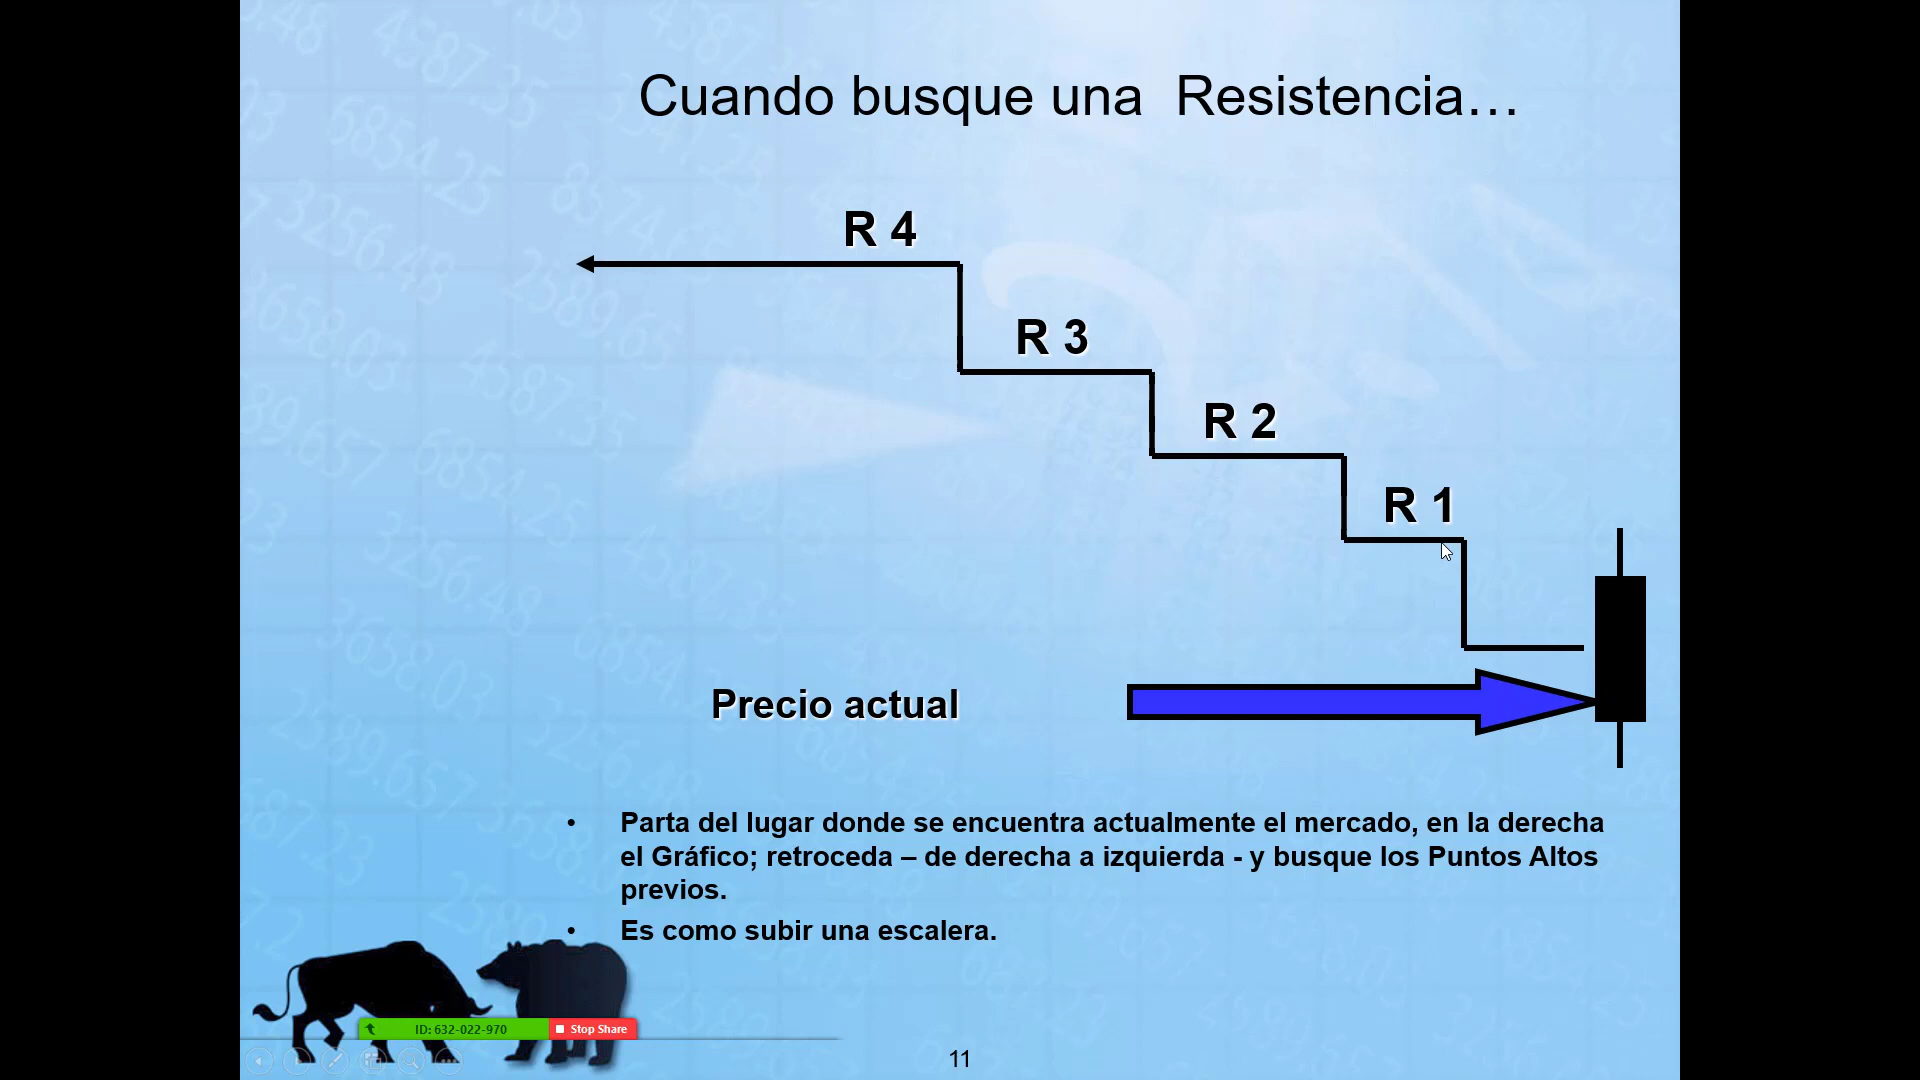 Cuando busque una  Resistencia…
R 4
R 3
R 2
R 1
Precio actual
• Parta del lugar donde se encuentra actualmente el mercado, en la derecha
el Gráfico; retroceda – de derecha a izquierda - y busque los Puntos Altos
previos.
• Es como subir una escalera.
ID: 632-022-970
Stop Share
11